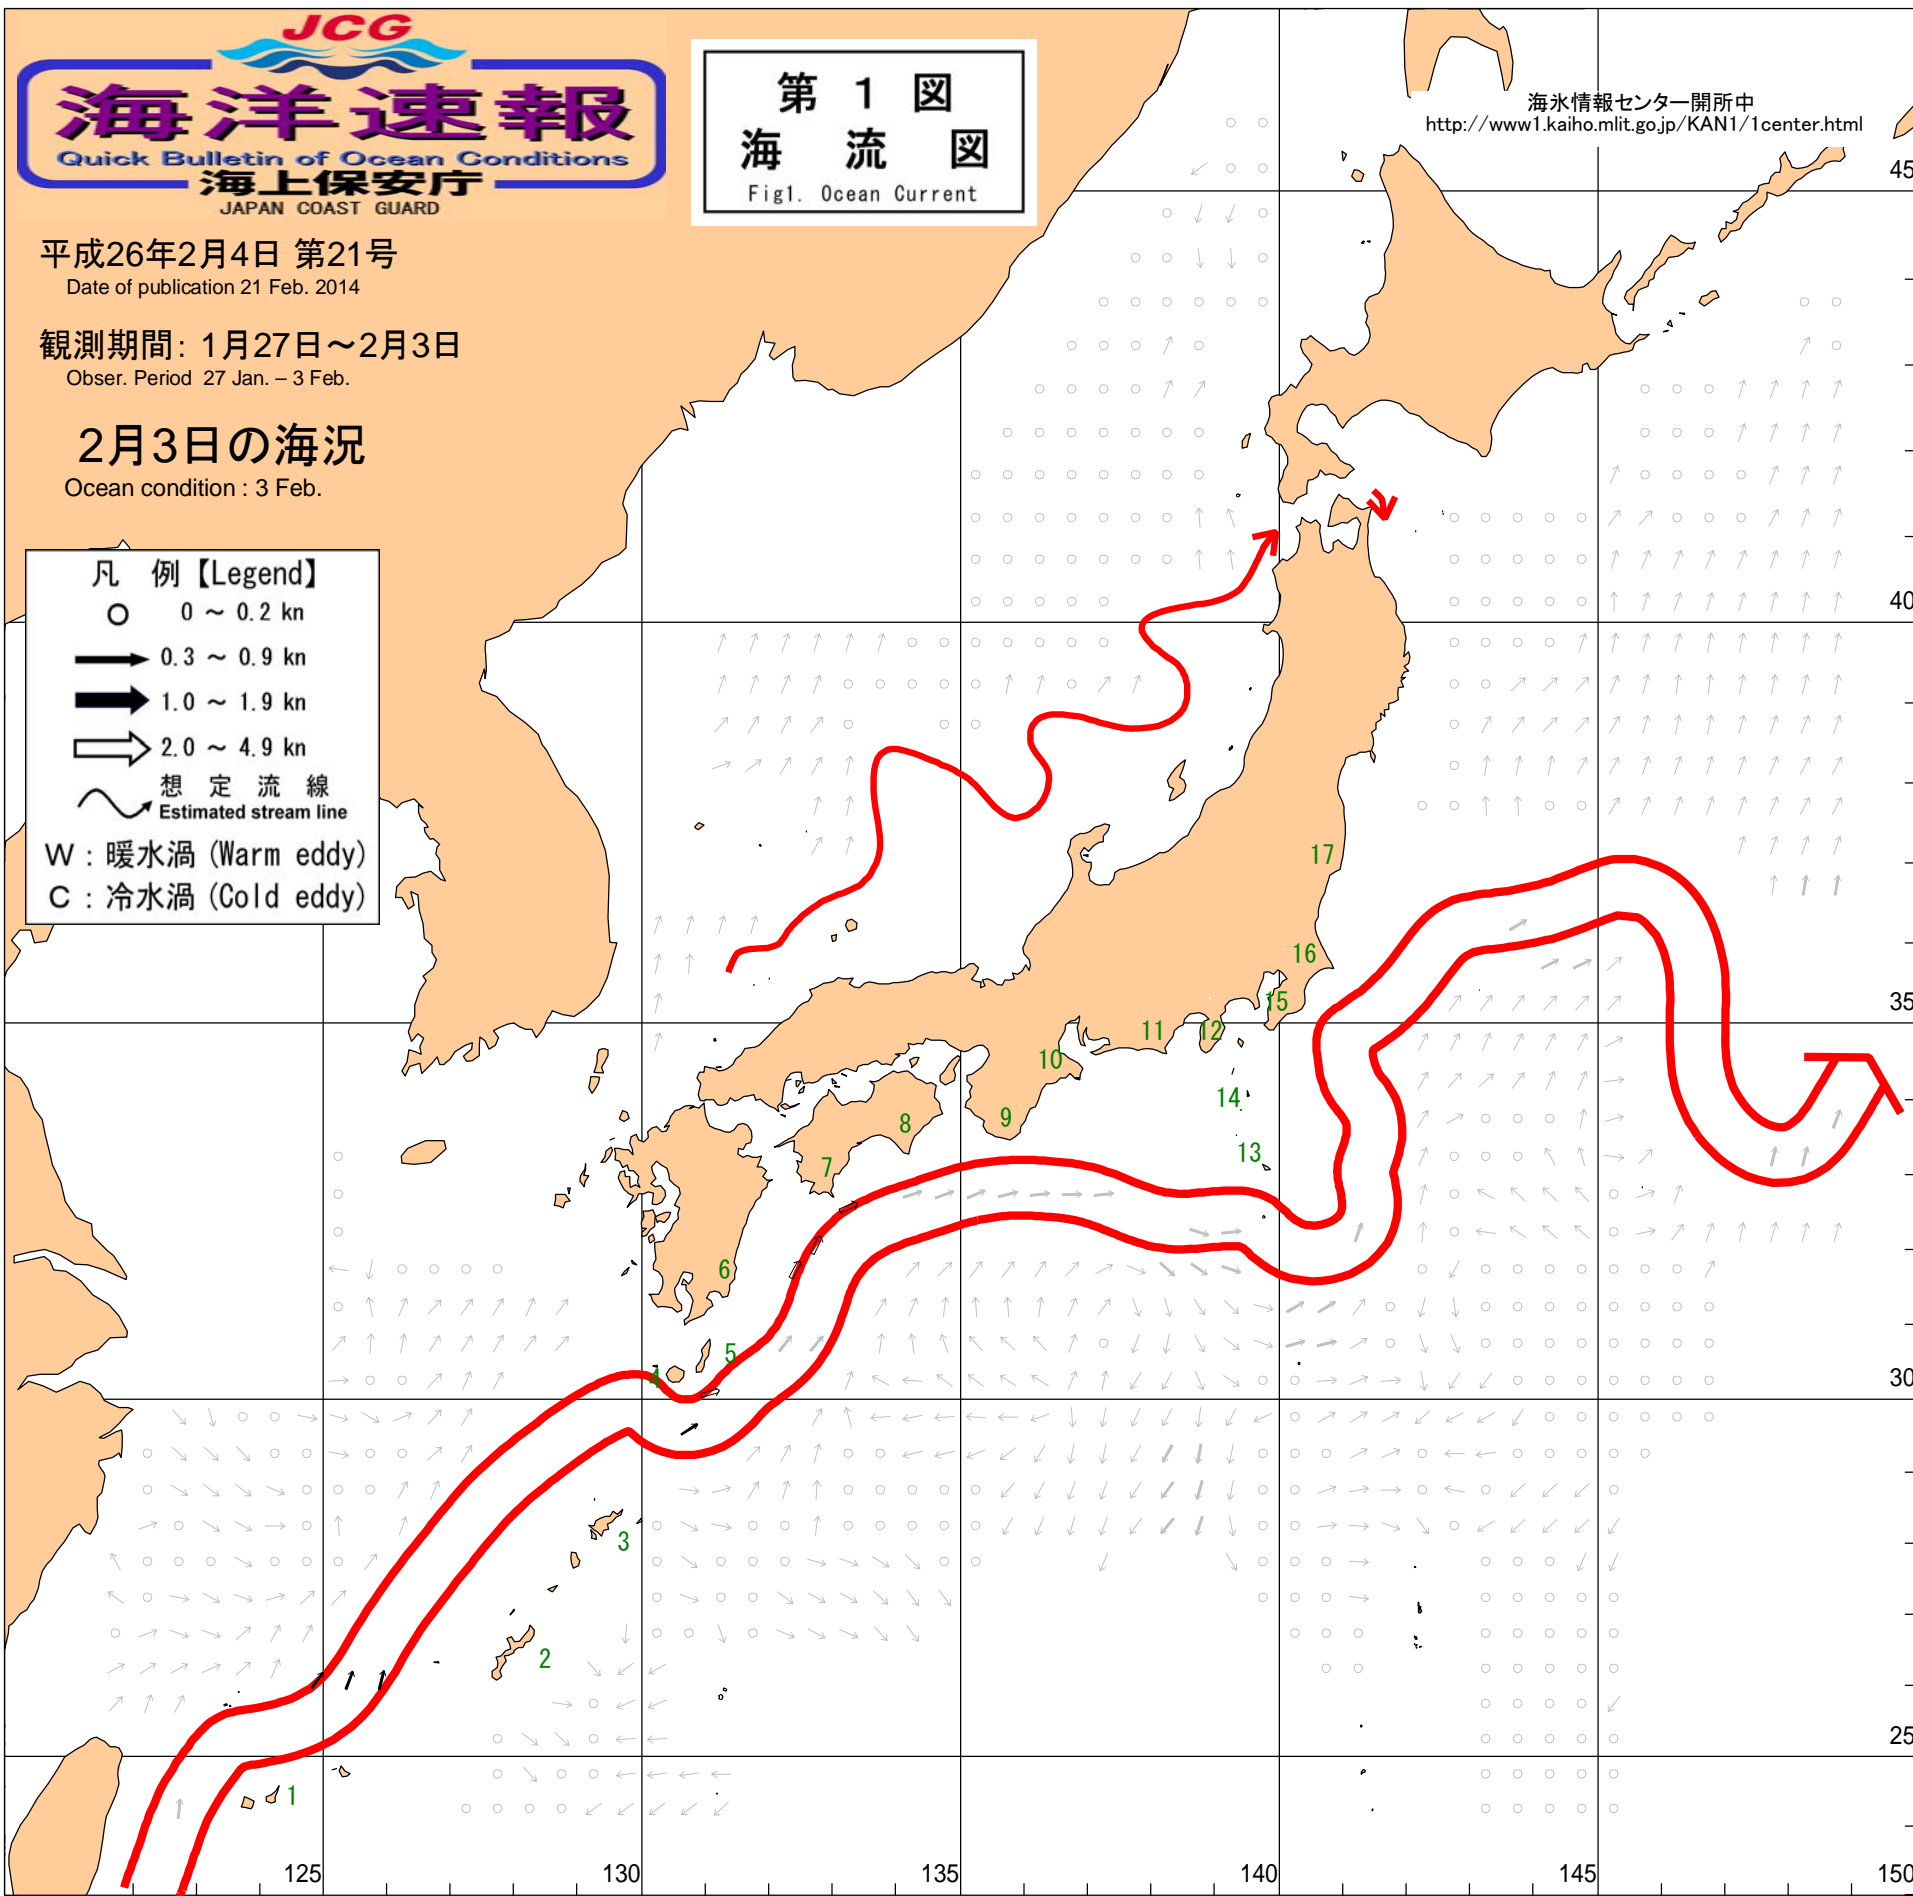 JCG
海洋速報
Quick Bulletin of Ocean Conditions
海上保安庁
JAPAN COAST GUARD
第 1 図
海 流 図
Fig1. Ocean Current
海氷情報センター開所中
http://www1.kaiho.mlit.go.jp/KAN1/1center.html
平成26年2月4日 第21号
Date of publication 21 Feb. 2014
観測期間: 1月27日～2月3日
Obser. Period 27 Jan. – 3 Feb.
2月3日の海況
Ocean condition : 3 Feb.
凡 例【Legend】
0 ～ 0.2 kn
0.3 ～ 0.9 kn
1.0 ～ 1.9 kn
2.0 ～ 4.9 kn
想 定 流 線
Estimated stream line
W : 暖水渦 (Warm eddy)
C : 冷水渦 (Cold eddy)
45
40
17
16
35
15
12
11
10
14
9
8
13
7
6
5
4
30
3
2
25
1
125
130
135
140
145
150